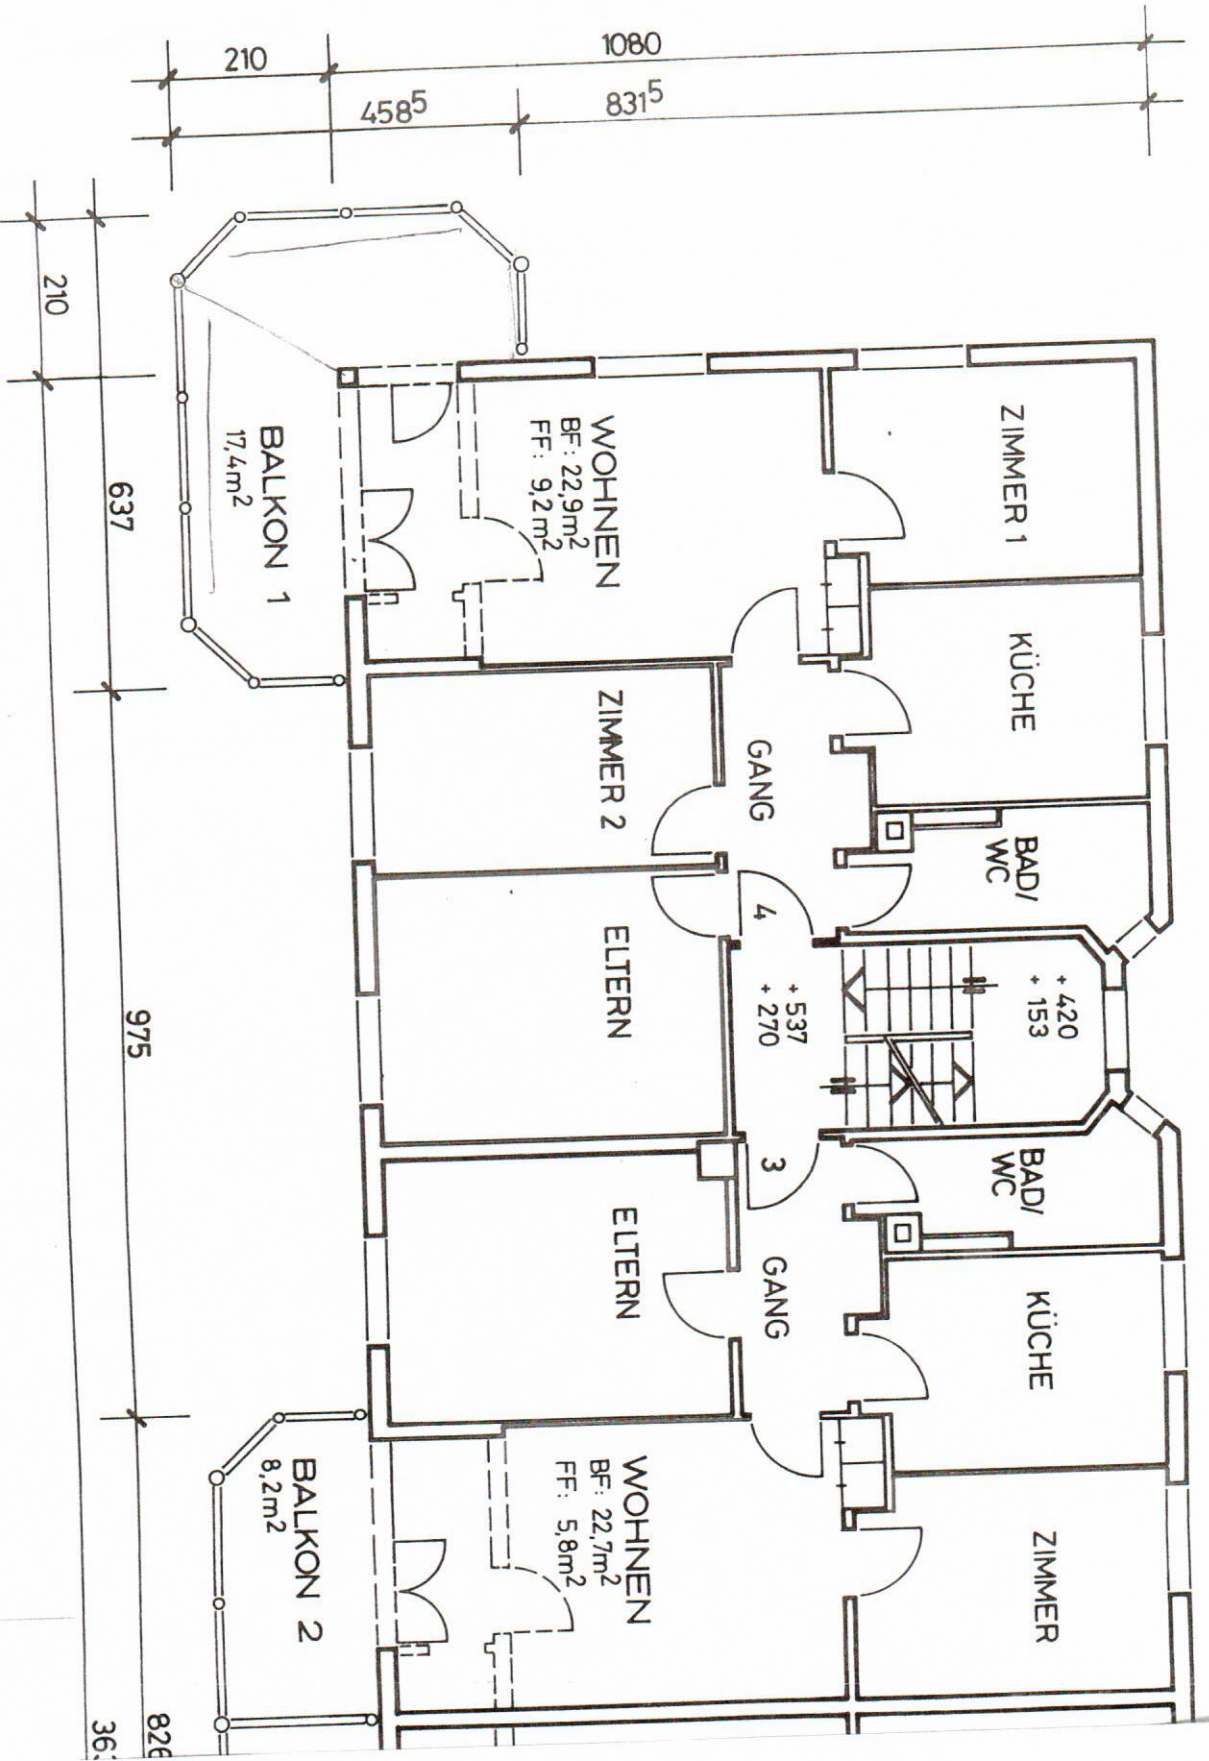 210
1080
458⁵
831⁵
210
637
975
826
ZIMMER 1
KÜCHE
BAD/
WC
+ 420
+ 153
BAD/
WC
KÜCHE
ZIMMER
WOHNEN
BF: 22,9m²
FF: 9,2m²
GANG
4
+ 537
+ 270
3
GANG
WOHNEN
BF: 22,7m²
FF: 5,8m²
ZIMMER 2
ELTERN
ELTERN
BALKON 1
17,4m²
BALKON 2
8,2m²